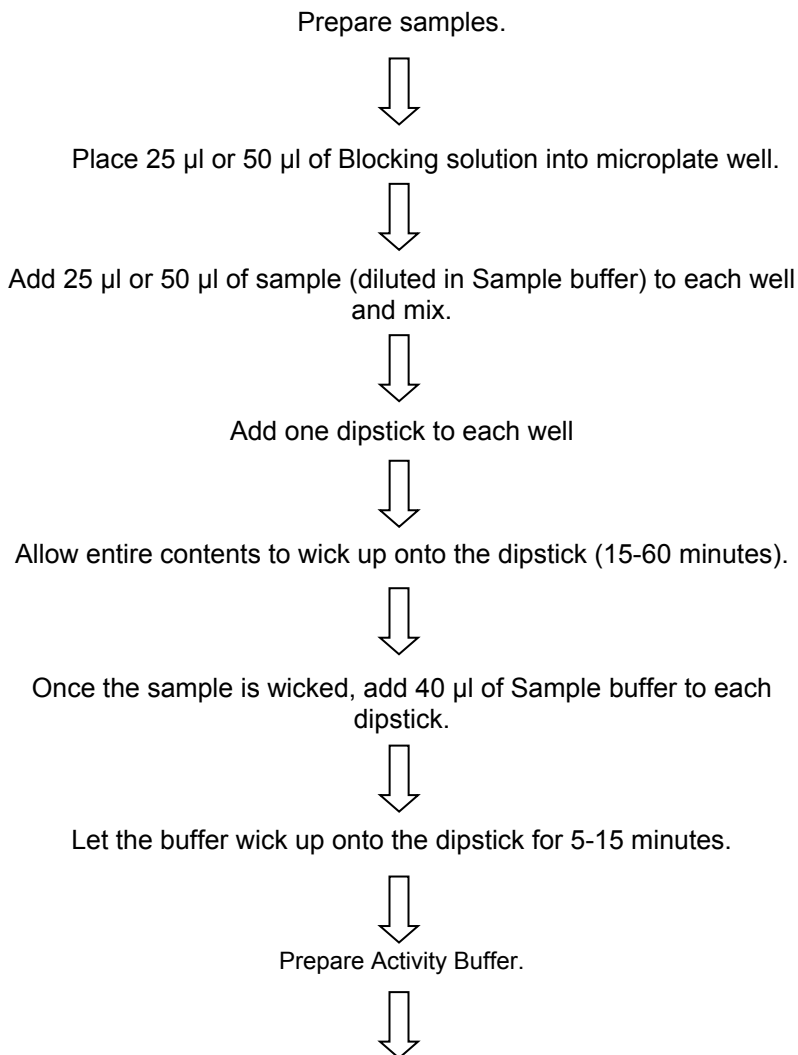 Prepare samples.
Place 25 µl or 50 µl of Blocking solution into microplate well.
Add 25 µl or 50 µl of sample (diluted in Sample buffer) to each well
and mix.
Add one dipstick to each well
Allow entire contents to wick up onto the dipstick (15-60 minutes).
Once the sample is wicked, add 40 µl of Sample buffer to each
dipstick.
Let the buffer wick up onto the dipstick for 5-15 minutes.
Prepare Activity Buffer.